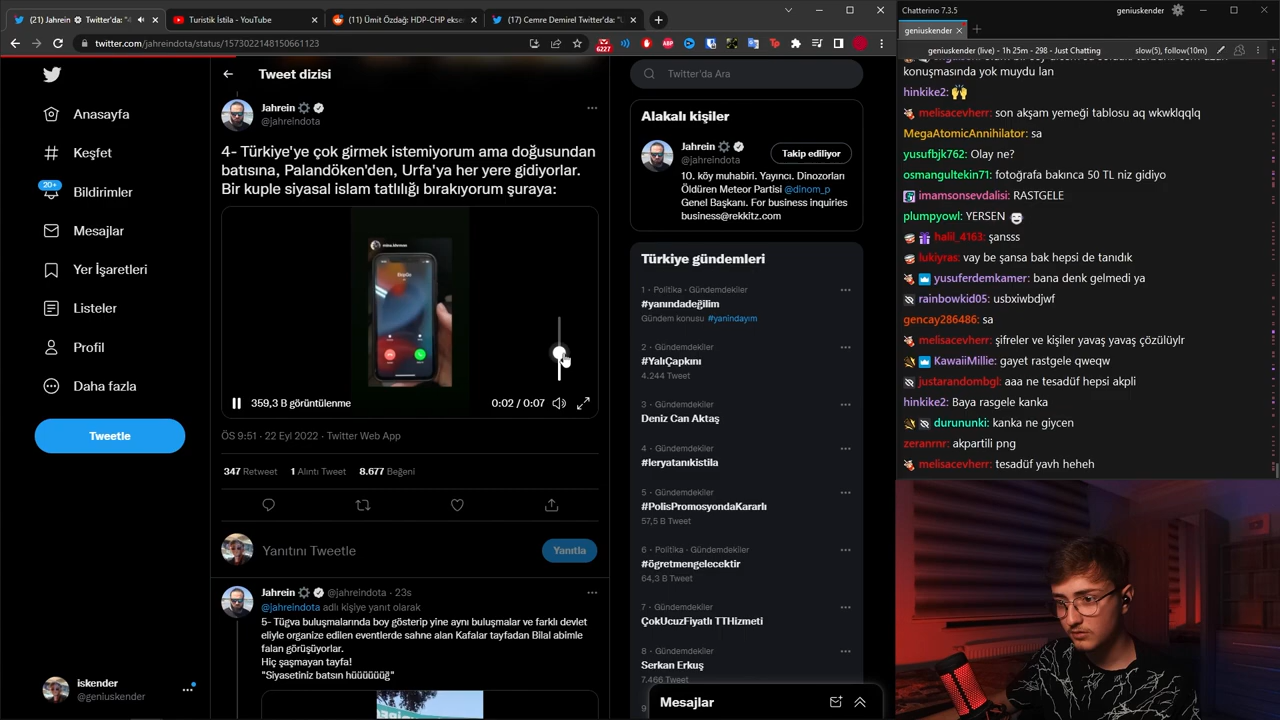 (21) Jahrein ⚙ Twitter'da: "4
Turistik İstila - YouTube
(11) Ümit Özdağ: HDP-CHP ekse
(17) Cemre Demirel Twitter'da: "L
twitter.com/jahreindota/status/1573022148150661123
6227
Anasayfa
Keşfet
20+
Bildirimler
Mesajlar
Yer İşaretleri
Listeler
Profil
Daha fazla
Tweetle
iskender
@geniuskender
Tweet dizisi
Jahrein
@jahreindota
4- Türkiye'ye çok girmek istemiyorum ama doğusundan
batısına, Palandöken'den, Urfa'ya her yere gidiyorlar.
Bir kuple siyasal islam tatlılığı bırakıyorum şuraya:
359,3 B görüntülenme
0:02 / 0:07
ÖS 9:51 · 22 Eyl 2022 · Twitter Web App
347 Retweet 1 Alıntı Tweet 8.677 Beğeni
Yanıtını Tweetle
Yanıtla
Jahrein @jahreindota · 23s
@jahreindota adlı kişiye yanıt olarak
5- Tügva buluşmalarında boy gösterip yine aynı buluşmalar ve farklı devlet
eliyle organize edilen eventlerde sahne alan Kafalar tayfadan Bilal abimle
falan görüşüyorlar.
Hiç şaşmayan tayfa!
"Siyasetiniz batsın hüüüüüüğ"
Twitter'da Ara
Alakalı kişiler
Jahrein
@jahreindota
Takip ediliyor
10. köy muhabiri. Yayıncı. Dinozorları
Öldüren Meteor Partisi @dinom_p
Genel Başkanı. For business inquiries
business@rekkitz.com
Türkiye gündemleri
1 · Politika · Gündemdekiler
#yanındadeğilim
Gündem konusu #yanindayım
2 · Gündemdekiler
#YalıÇapkını
4.244 Tweet
3 · Gündemdekiler
Deniz Can Aktaş
4 · Gündemdekiler
#leryatanıkistila
5 · Gündemdekiler
#PolisPromosyondaKararlı
57,5 B Tweet
6 · Politika · Gündemdekiler
#ögretmengelecektir
64,3 B Tweet
7 · Gündemdekiler
ÇokUcuzFiyatlı TTHizmeti
8 · Gündemdekiler
Serkan Erkuş
7.466 Tweet
Mesajlar
Chatterino 7.3.5
geniuskender
geniuskender
geniuskender (live) - 1h 25m - 298 - Just Chatting
slow(5), follow(10m)
konuşmasında yok muydu lan
hinkike2: 🙌
melisacevherr: son akşam yemeği tablosu aq wkwklqqlq
MegaAtomicAnnihilator: sa
yusufbjk762: Olay ne?
osmangultekin71: fotoğrafa bakınca 50 TL niz gidiyo
imamsonsevdalisi: RASTGELE
plumpyowl: YERSEN
halil_4163: şansss
lukiyras: vay be şansa bak hepsi de tanıdık
yusuferdemkamer: bana denk gelmedi ya
rainbowkid05: usbxiwbdjwf
gencay286486: sa
melisacevherr: şifreler ve kişiler yavaş yavaş çözülüylr
KawaiiMillie: gayet rastgele qweqw
justarandombgl: aaa ne tesadüf hepsi akpli
hinkike2: Baya rasgele kanka
durununki: kanka ne giycen
zeranrnr: akpartili png
melisacevherr: tesadüf yavh heheh